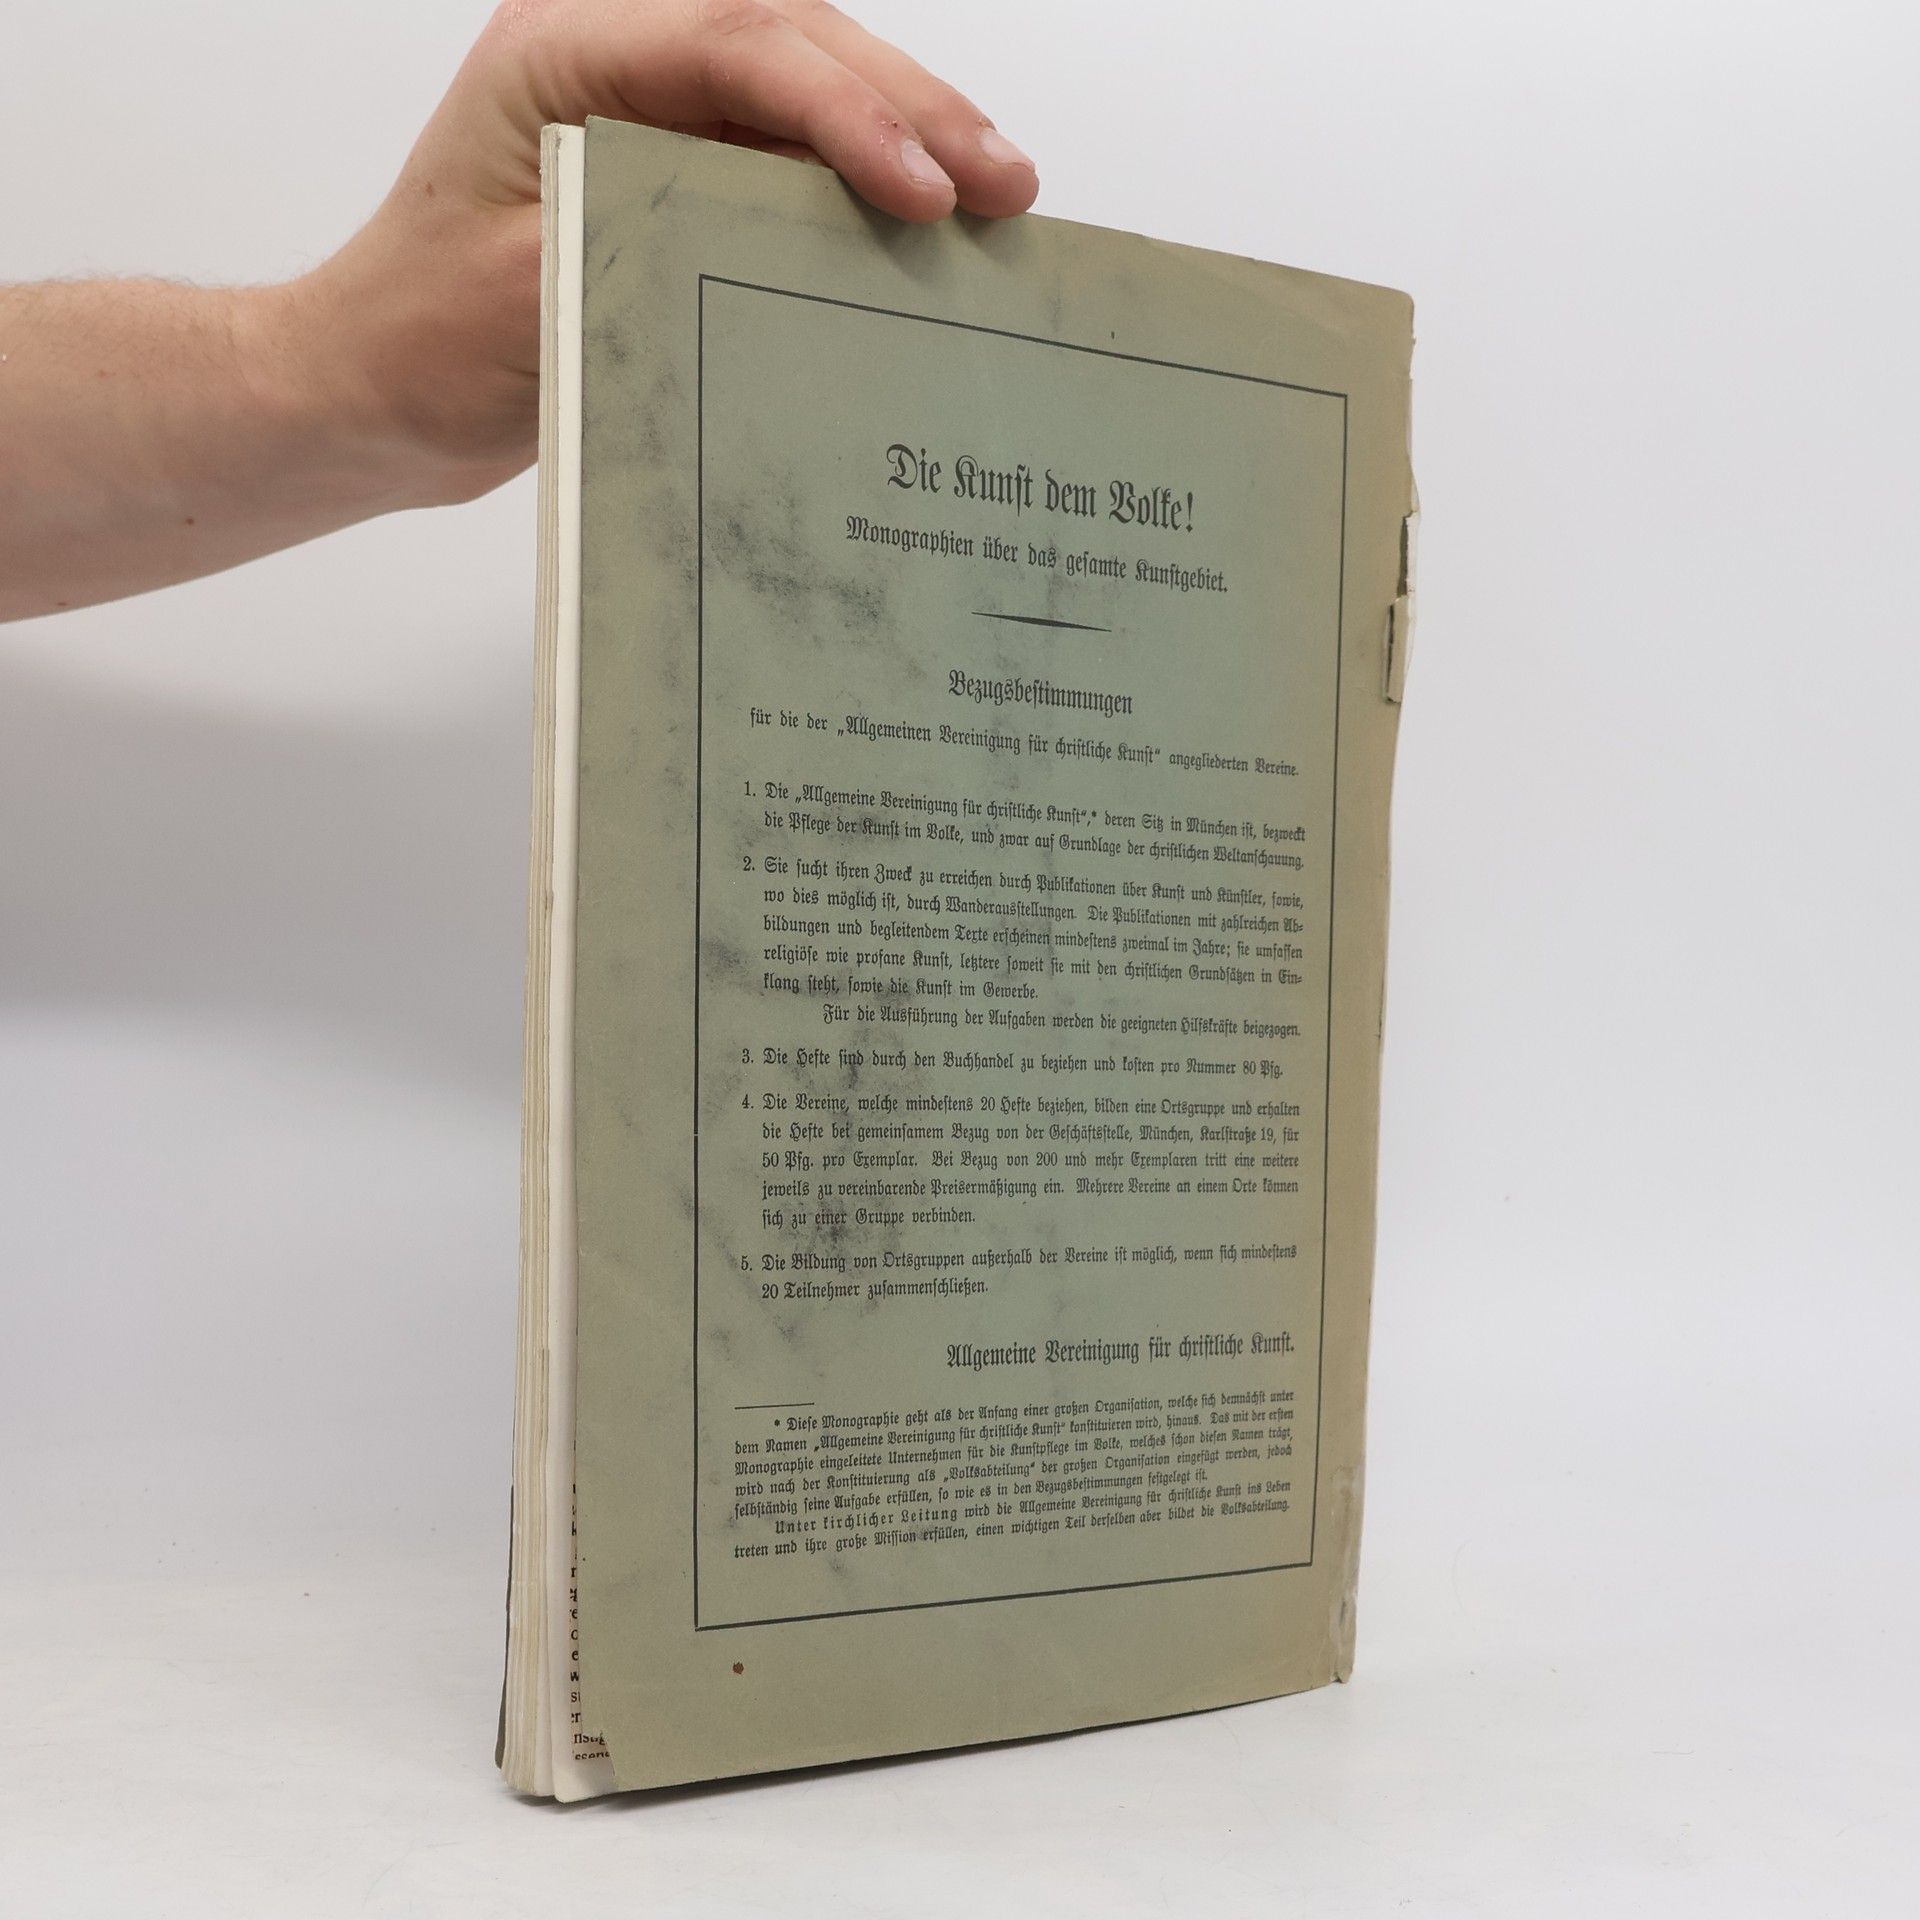 Die Kunst dem Volke!
Monographien über das gesamte Kunstgebiet.
Bezugsbestimmungen
für die der „Allgemeinen Vereinigung für christliche Kunst“ angegliederten Vereine.
1. Die „Allgemeine Vereinigung für christliche Kunst“,* deren Sitz in München ist, bezweckt
die Pflege der Kunst im Volke, und zwar auf Grundlage der christlichen Weltanschauung.
2. Sie sucht ihren Zweck zu erreichen durch Publikationen über Kunst und Künstler, sowie,
wo dies möglich ist, durch Wanderausstellungen. Die Publikationen mit zahlreichen Ab-
bildungen und begleitendem Texte erscheinen mindestens zweimal im Jahre; sie umfassen
religiöse wie profane Kunst, letztere soweit sie mit den christlichen Grundsätzen in Ein-
klang steht, sowie die Kunst im Gewerbe.
Für die Ausführung der Aufgaben werden die geeigneten Hilfskräfte beigezogen.
3. Die Hefte sind durch den Buchhandel zu beziehen und kosten pro Nummer 80 Pfg.
4. Die Vereine, welche mindestens 20 Hefte beziehen, bilden eine Ortsgruppe und erhalten
die Hefte bei gemeinsamem Bezug von der Geschäftsstelle, München, Karlstraße 19, für
50 Pfg. pro Exemplar. Bei Bezug von 200 und mehr Exemplaren tritt eine weitere
jeweils zu vereinbarende Preisermäßigung ein. Mehrere Vereine an einem Orte können
sich zu einer Gruppe verbinden.
5. Die Bildung von Ortsgruppen außerhalb der Vereine ist möglich, wenn sich mindestens
20 Teilnehmer zusammenschließen.
Allgemeine Vereinigung für christliche Kunst.
* Diese Monographie geht als der Anfang einer großen Organisation, welche sich demnächst unter
dem Namen „Allgemeine Vereinigung für christliche Kunst“ konstituieren wird, hinaus. Das mit der ersten
Monographie eingeleitete Unternehmen für die Kunstpflege im Volke, welches schon diesen Namen trägt,
wird nach der Konstituierung als „Volksabteilung“ der großen Organisation eingefügt werden, jedoch
selbständig seine Aufgabe erfüllen, so wie es in den Bezugsbestimmungen festgelegt ist.
Unter kirchlicher Leitung wird die Allgemeine Vereinigung für christliche Kunst ins Leben
treten und ihre große Mission erfüllen, einen wichtigen Teil derselben aber bildet die Volksabteilung.